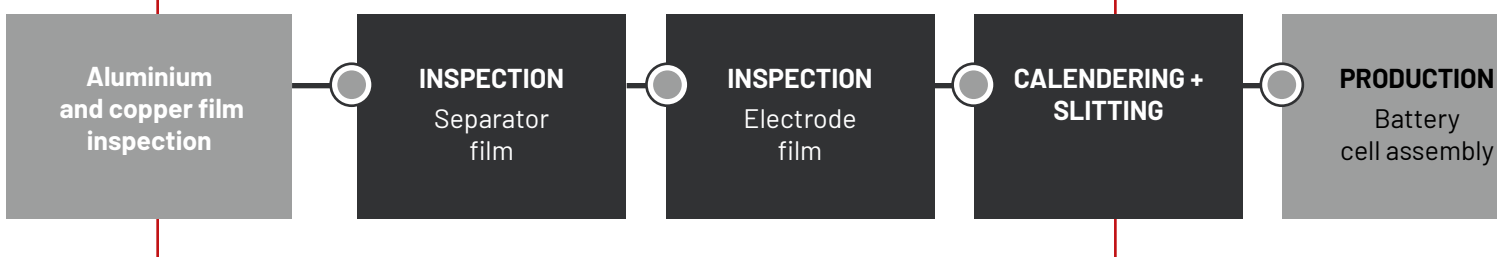 Aluminium
and copper film
inspection
INSPECTION
Separator
film
INSPECTION
Electrode
film
CALENDERING +
SLITTING
PRODUCTION
Battery
cell assembly